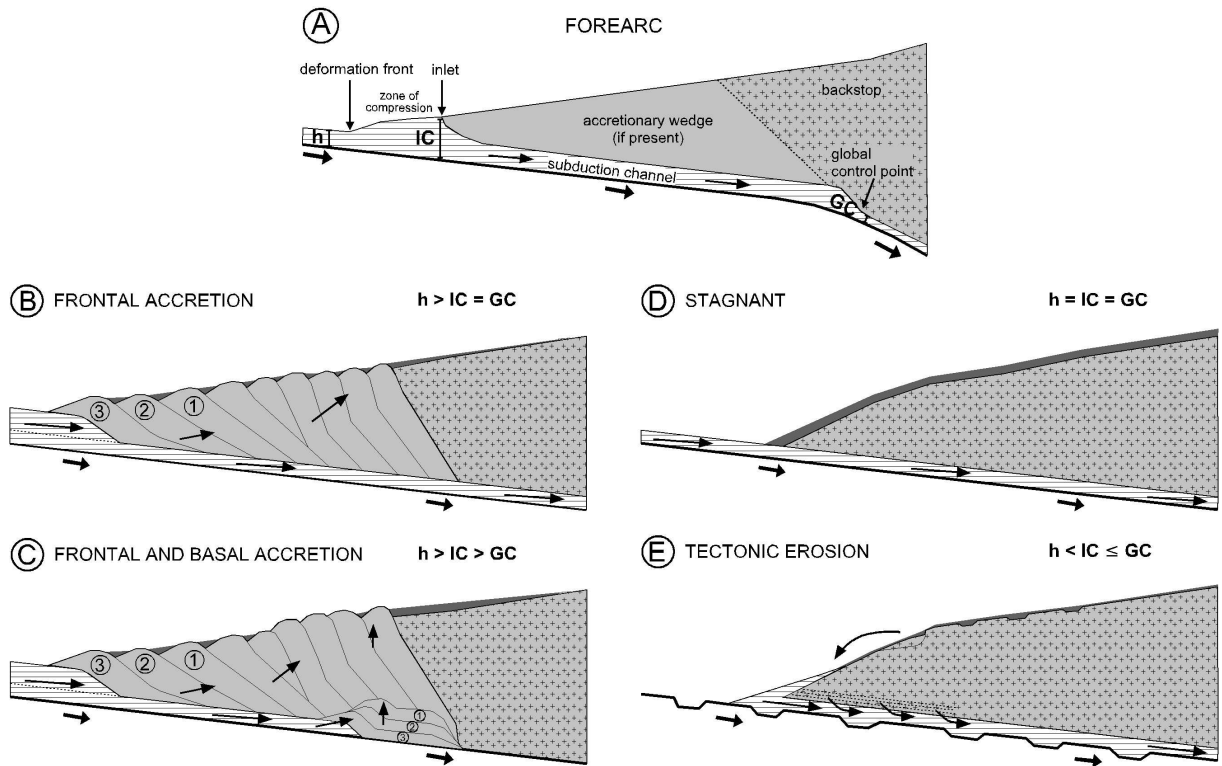 A FOREARC
deformation front
inlet
zone of
compression
backstop
h
IC
accretionary wedge
(if present)
global
control point
subduction channel
GC
B FRONTAL ACCRETION h > IC = GC
3 2 1
D STAGNANT h = IC = GC
C FRONTAL AND BASAL ACCRETION h > IC > GC
3 2 1
1
2
3
E TECTONIC EROSION h < IC ≤ GC